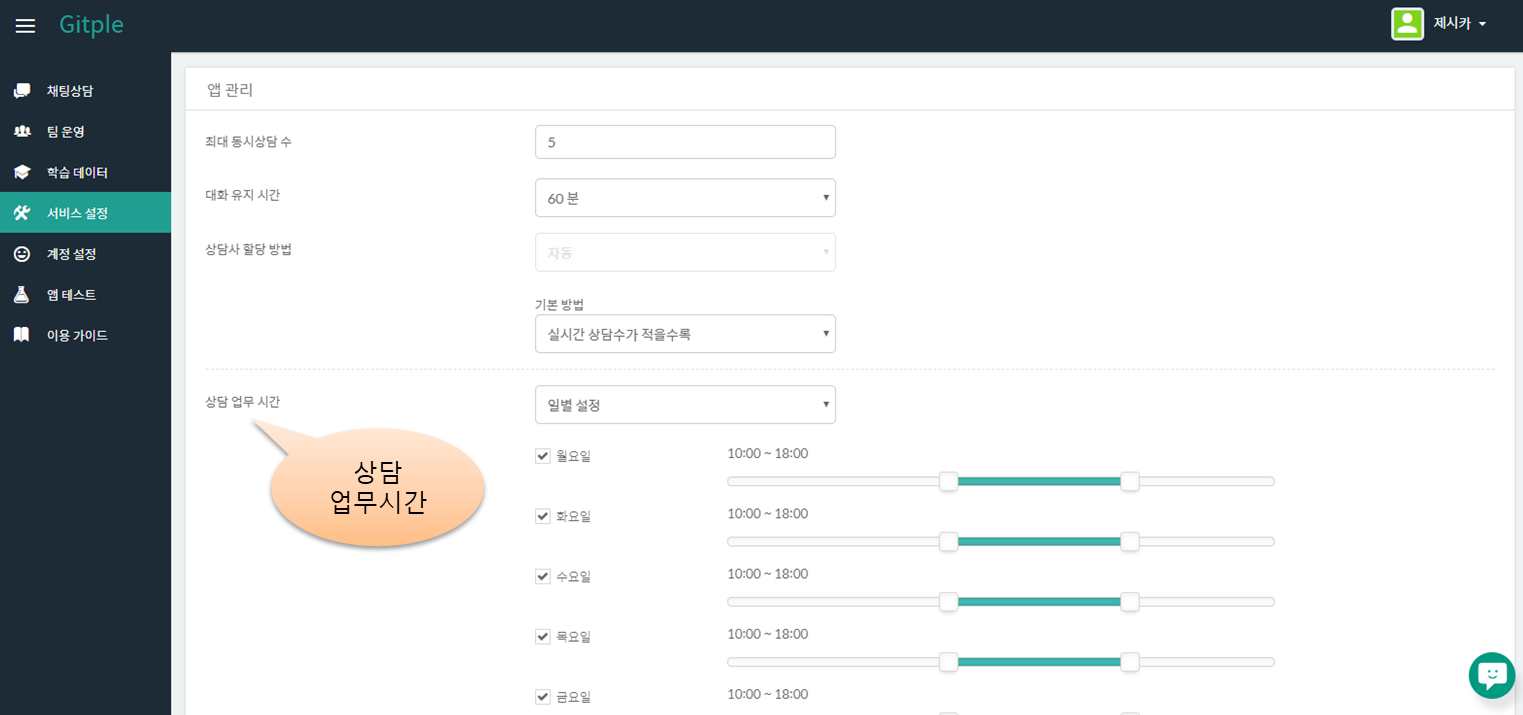 Gitple
제시카
채팅상담
팀 운영
학습 데이터
서비스 설정
계정 설정
앱 테스트
이용 가이드
앱 관리
최대 동시상담 수
5
대화 유지 시간
60 분
상담사 할당 방법
자동
기본 방법
실시간 상담수가 적을수록
상담 업무 시간
일별 설정
상담
업무시간
월요일
10:00 ~ 18:00
화요일
10:00 ~ 18:00
수요일
10:00 ~ 18:00
목요일
10:00 ~ 18:00
금요일
10:00 ~ 18:00